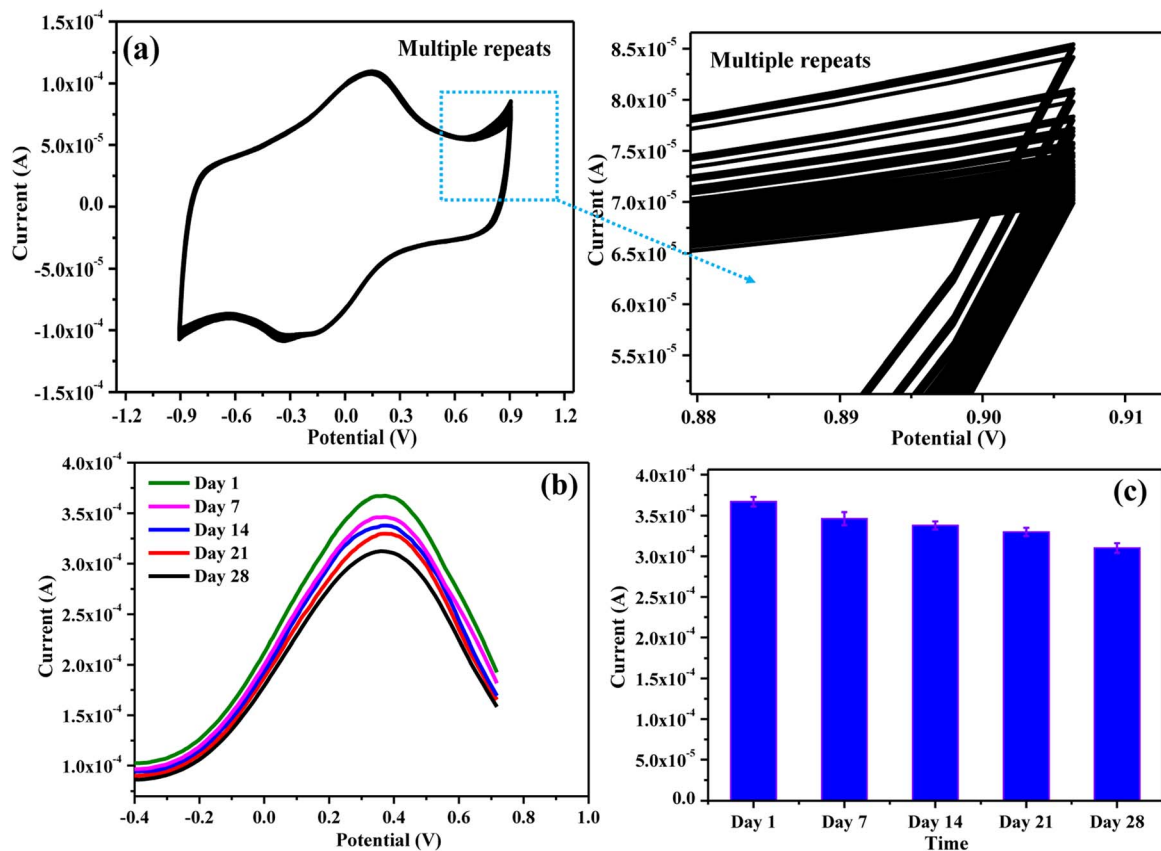 (a)
Multiple repeats
1.5x10⁻⁴
1.0x10⁻⁴
5.0x10⁻⁵
0.0
-5.0x10⁻⁵
-1.0x10⁻⁴
-1.5x10⁻⁴
Current (A)
-1.2 -0.9 -0.6 -0.3 0.0 0.3 0.6 0.9 1.2
Potential (V)
Multiple repeats
8.5x10⁻⁵
8.0x10⁻⁵
7.5x10⁻⁵
7.0x10⁻⁵
6.5x10⁻⁵
6.0x10⁻⁵
5.5x10⁻⁵
Current (A)
0.88 0.89 0.90 0.91
Potential (V)
(b)
Day 1
Day 7
Day 14
Day 21
Day 28
4.0x10⁻⁴
3.5x10⁻⁴
3.0x10⁻⁴
2.5x10⁻⁴
2.0x10⁻⁴
1.5x10⁻⁴
1.0x10⁻⁴
Current (A)
-0.4 -0.2 0.0 0.2 0.4 0.6 0.8 1.0
Potential (V)
(c)
4.0x10⁻⁴
3.5x10⁻⁴
3.0x10⁻⁴
2.5x10⁻⁴
2.0x10⁻⁴
1.5x10⁻⁴
1.0x10⁻⁴
5.0x10⁻⁵
0.0
Current (A)
Day 1 Day 7 Day 14 Day 21 Day 28
Time